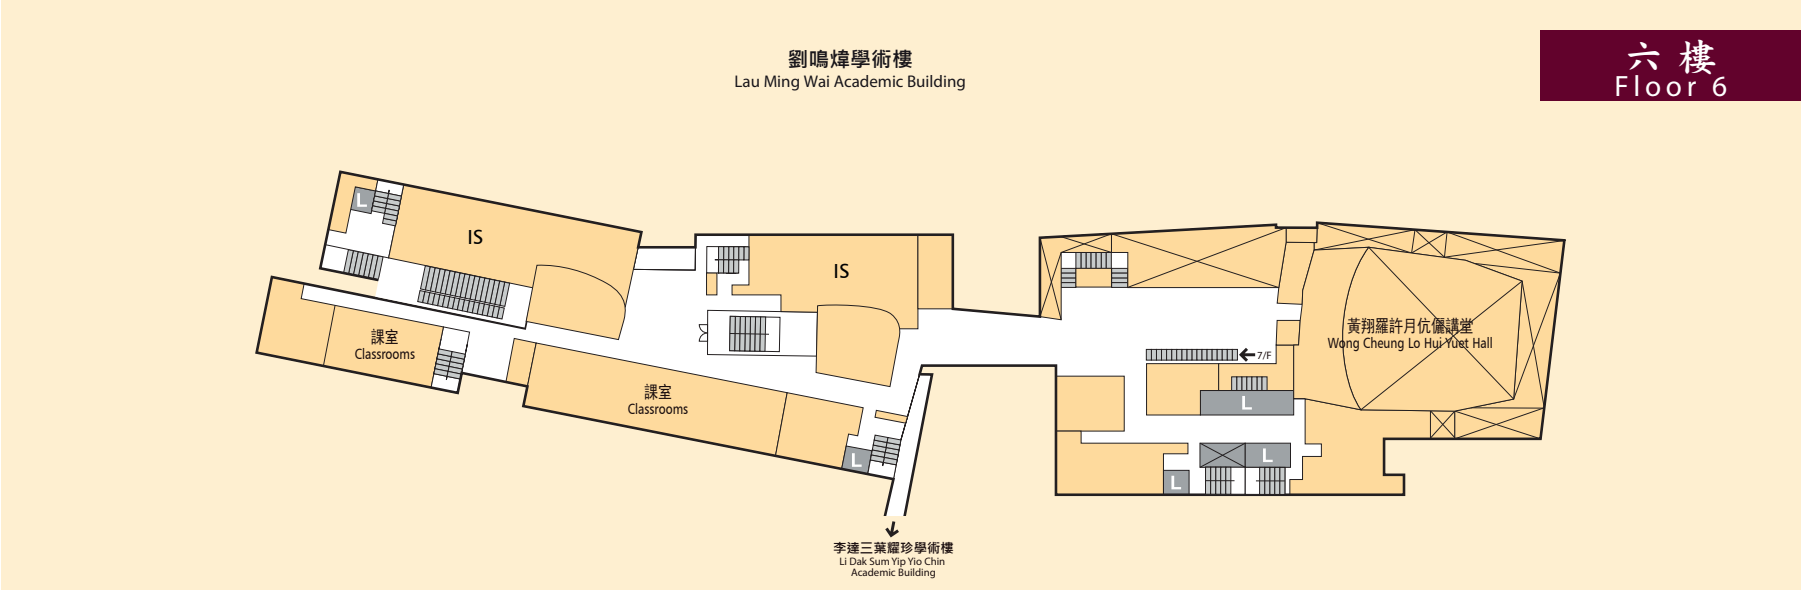 劉鳴煒學術樓
Lau Ming Wai Academic Building
六樓
Floor 6
L
IS
IS
課室
Classrooms
黃翔羅許月伉儷講堂
Wong Cheung Lo Hui Yuet Hall
7/F
課室
Classrooms
L
L
L
L
李達三葉耀珍學術樓
Li Dak Sum Yip Yio Chin
Academic Building